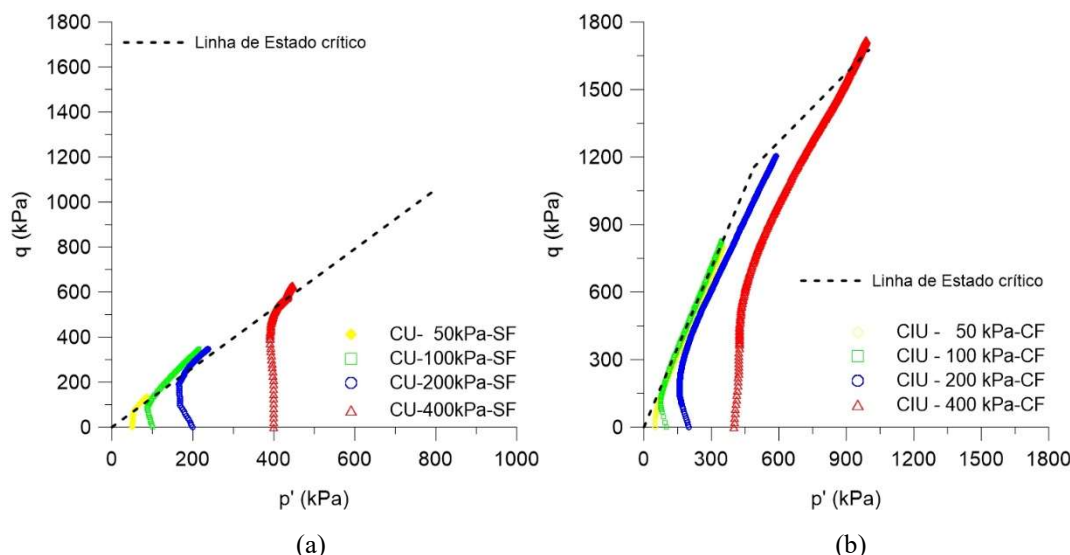 1800
1600
1400
1200
1000
800
600
400
200
0
q (kPa)
Linha de Estado crítico
CU- 50kPa-SF
CU-100kPa-SF
CU-200kPa-SF
CU-400kPa-SF
0 200 400 600 800 1000
p' (kPa)
(a)
1800
1500
1200
900
600
300
0
q (kPa)
Linha de Estado crítico
CIU - 50 kPa-CF
CIU - 100 kPa-CF
CIU - 200 kPa-CF
CIU - 400 kPa-CF
0 300 600 900 1200 1500 1800
p' (kPa)
(b)